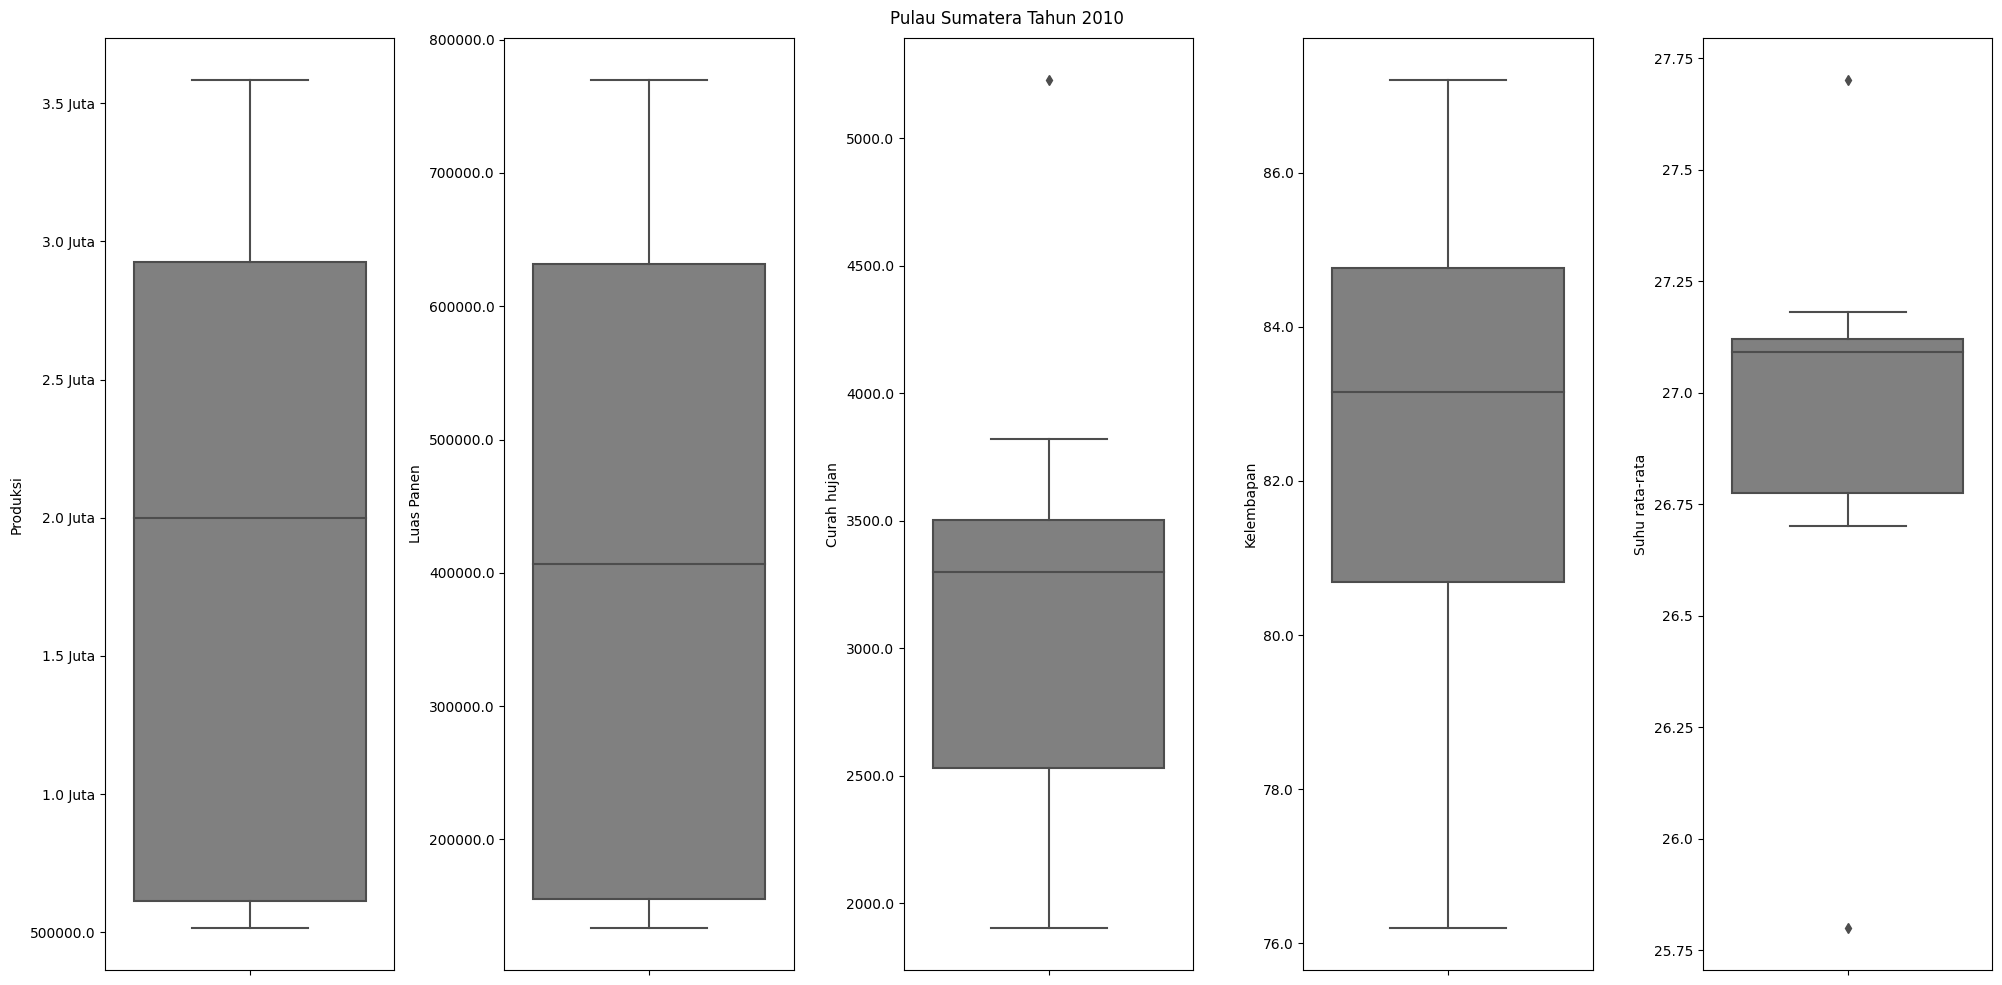 Pulau Sumatera Tahun 2010
Produksi
3.5 Juta
3.0 Juta
2.5 Juta
2.0 Juta
1.5 Juta
1.0 Juta
500000.0
Luas Panen
800000.0
700000.0
600000.0
500000.0
400000.0
300000.0
200000.0
Curah hujan
5000.0
4500.0
4000.0
3500.0
3000.0
2500.0
2000.0
Kelembapan
86.0
84.0
82.0
80.0
78.0
76.0
Suhu rata-rata
27.75
27.5
27.25
27.0
26.75
26.5
26.25
26.0
25.75